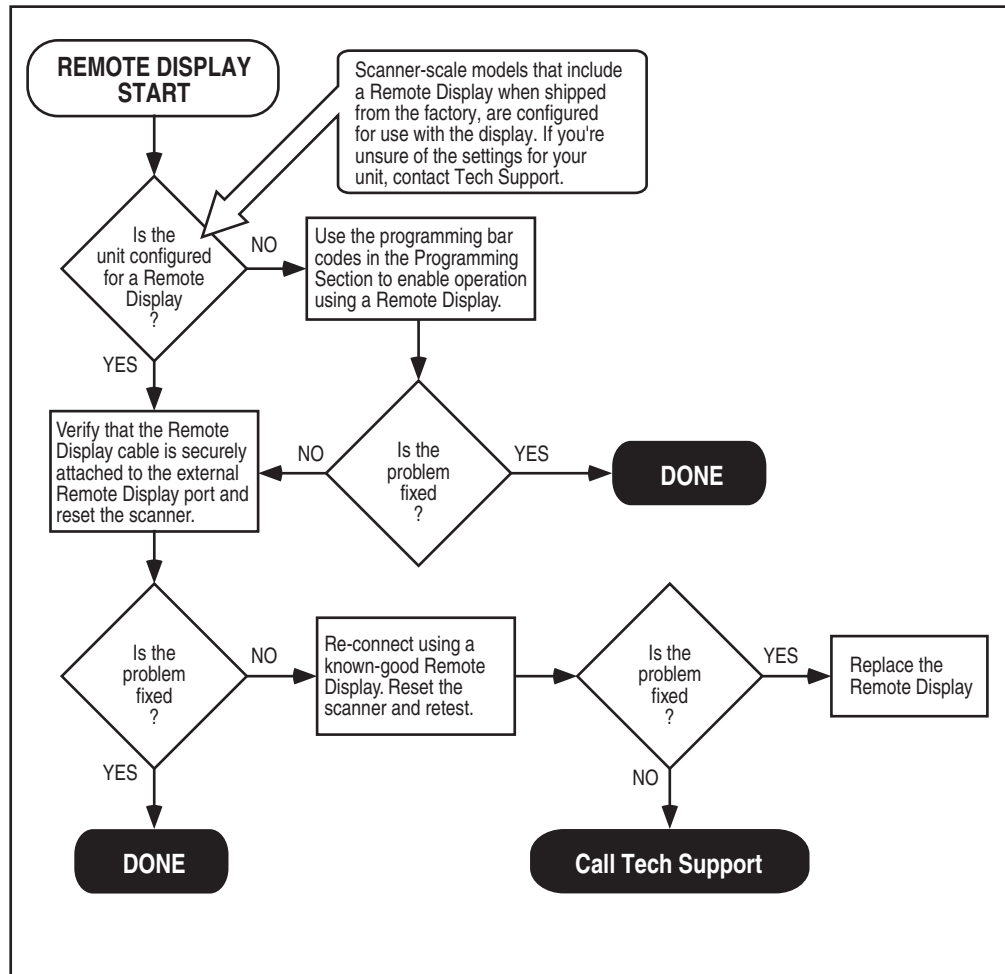 REMOTE DISPLAY
START
Scanner-scale models that include
a Remote Display when shipped
from the factory, are configured
for use with the display. If you're
unsure of the settings for your
unit, contact Tech Support.
Is the
unit configured
for a Remote
Display
?
NO
Use the programming bar
codes in the Programming
Section to enable operation
using a Remote Display.
YES
Verify that the Remote
Display cable is securely
attached to the external
Remote Display port and
reset the scanner.
NO
Is the
problem
fixed
?
YES
DONE
Is the
problem
fixed
?
NO
Re-connect using a
known-good Remote
Display. Reset the
scanner and retest.
Is the
problem
fixed
?
YES
Replace the
Remote Display
YES
NO
DONE
Call Tech Support